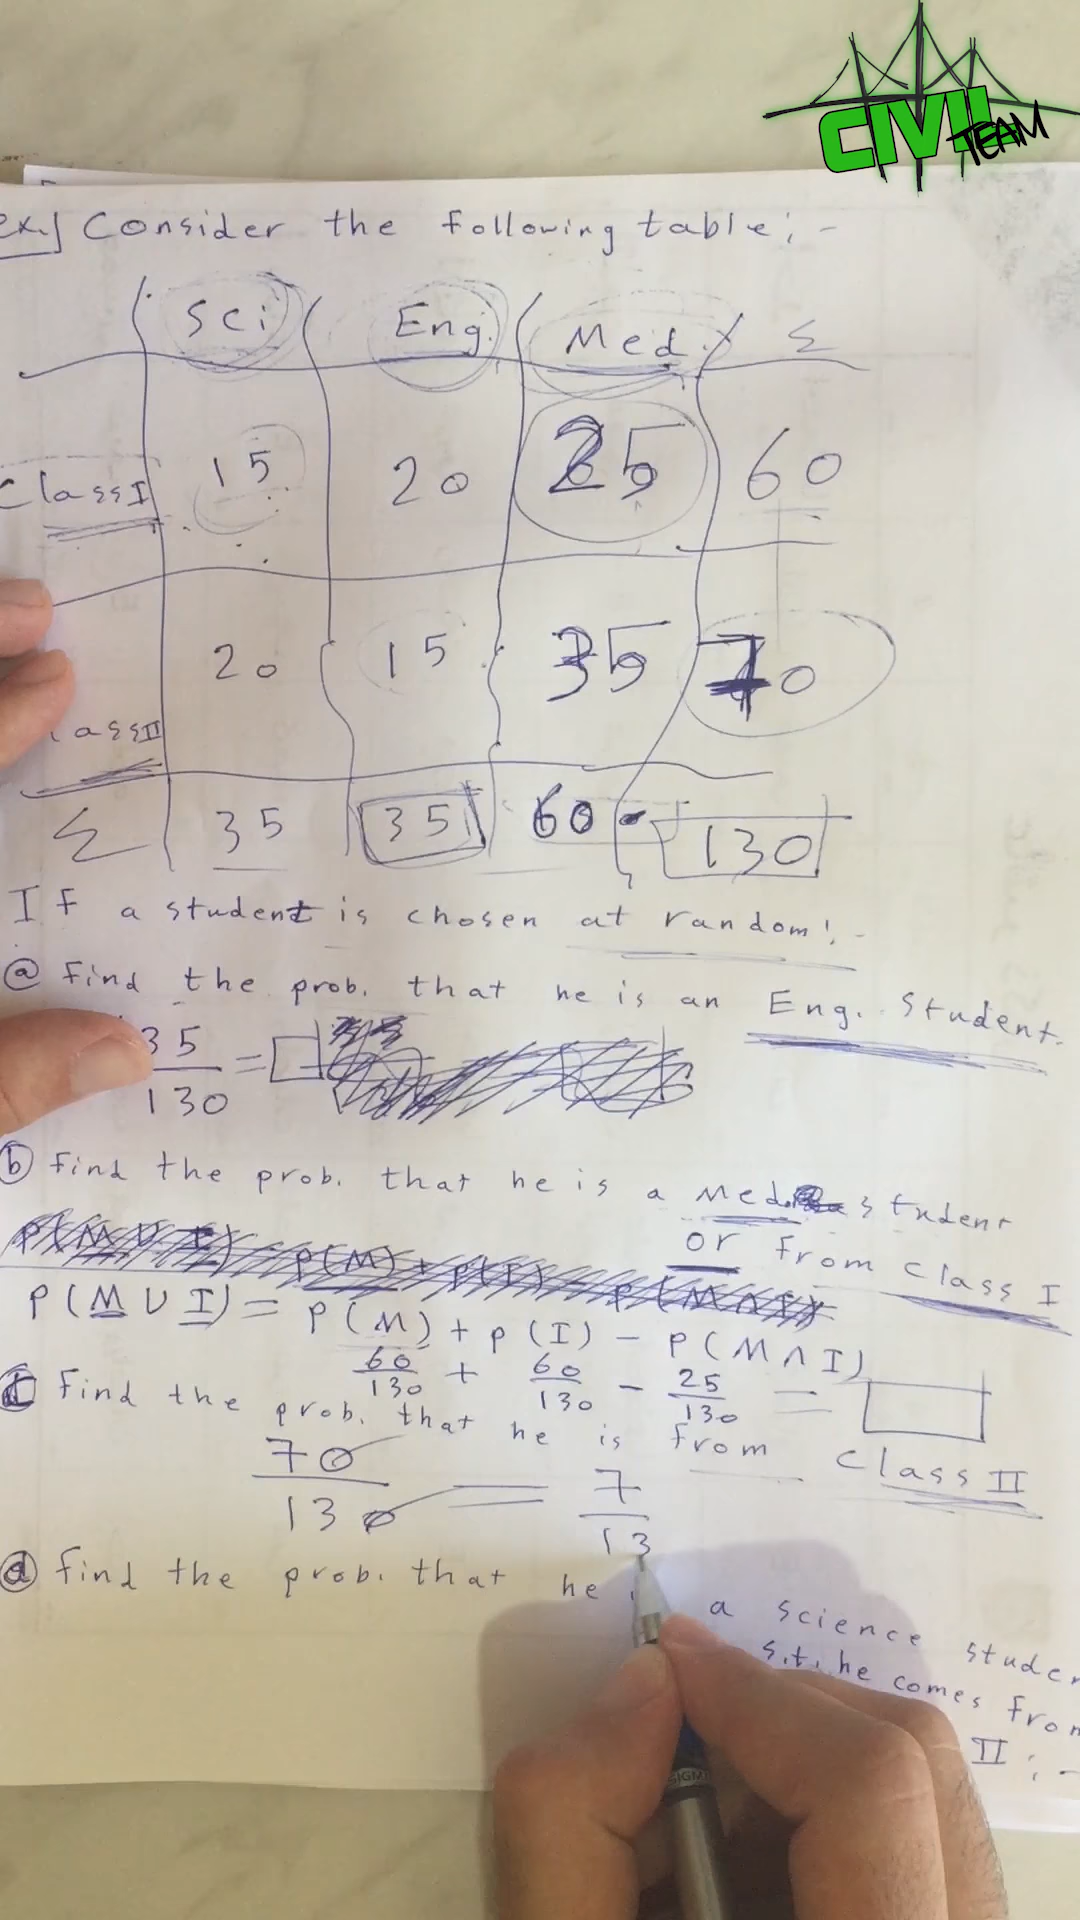 CIVIL
TEAM
ex.] Consider the following table;-
Sci Eng. Med. Σ
Class I 15 20 25 60
lass II 20 15 35 70
Σ 35 35 60 130
If a student is chosen at random:-
ⓐ Find the prob. that he is an Eng. Student.
35/130 =
ⓑ Find the prob. that he is a Med. student
or from class I
P(M∪I) = P(M) + P(I) - P(M∩I)
60/130 + 60/130 - 25/130 =
ⓒ Find the prob. that he is from Class II
70/130 = 7/13
ⓓ Find the prob. that he a science studen
s.t. he comes from
II:-
SIGM